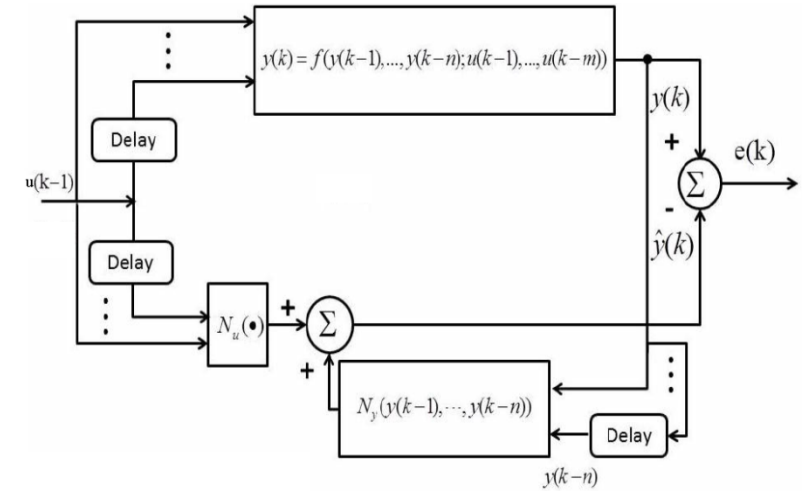 y(k) = f(y(k−1),...,y(k−n);u(k−1),...,u(k−m))
y(k)
Delay
+
e(k)
Σ
u(k−1)
-
ŷ(k)
Delay
N_u(•)
+
Σ
+
N_y(y(k−1),⋯,y(k−n))
Delay
y(k−n)